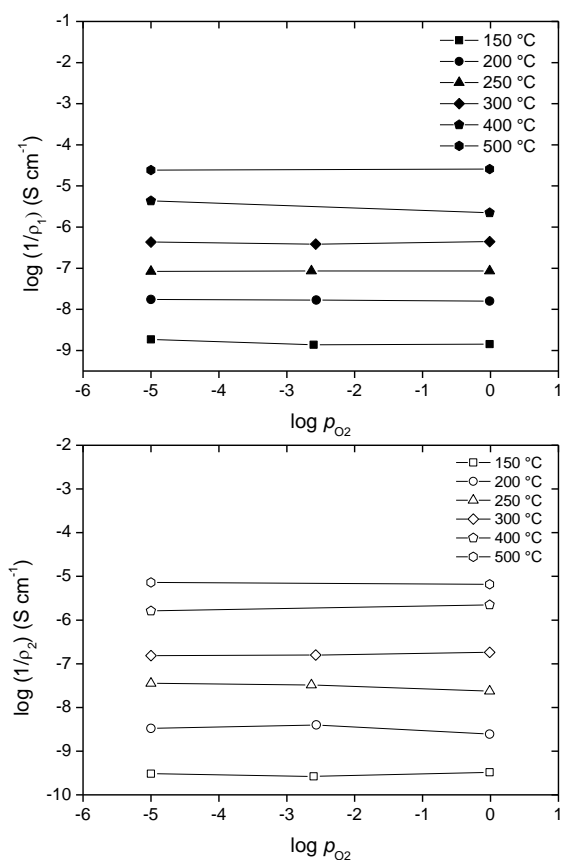 -1
-2
-3
-4
-5
-6
-7
-8
-9
log (1/ρ₁) (S cm⁻¹)
150 °C
200 °C
250 °C
300 °C
400 °C
500 °C
-6 -5 -4 -3 -2 -1 0 1
log pO2
-2
-3
-4
-5
-6
-7
-8
-9
-10
log (1/ρ₂) (S cm⁻¹)
150 °C
200 °C
250 °C
300 °C
400 °C
500 °C
-6 -5 -4 -3 -2 -1 0 1
log pO2